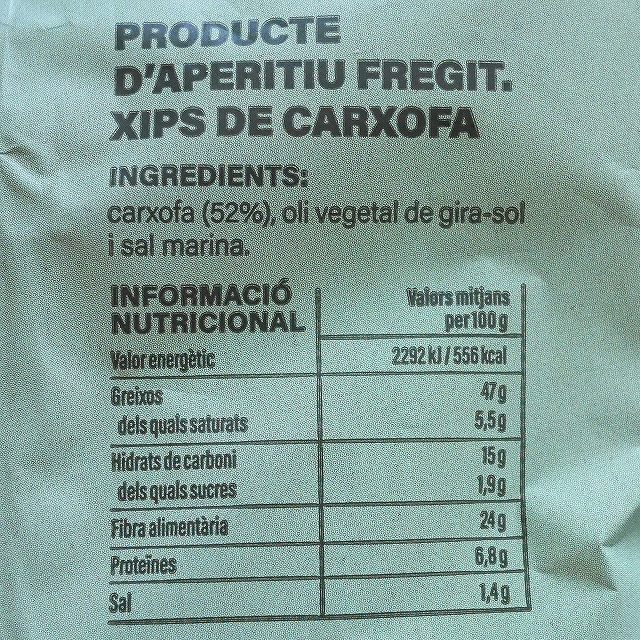 PRODUCTE
D'APERITIU FREGIT.
XIPS DE CARXOFA
INGREDIENTS:
carxofa (52%), oli vegetal de gira-sol
i sal marina.
INFORMACIÓ
NUTRICIONAL
Valors mitjans
per 100 g
Valor energètic 2292 kJ / 556 kcal
Greixos 47 g
dels quals saturats 5,5 g
Hidrats de carboni 15 g
dels quals sucres 1,9 g
Fibra alimentària 24 g
Proteïnes 6,8 g
Sal 1,4 g